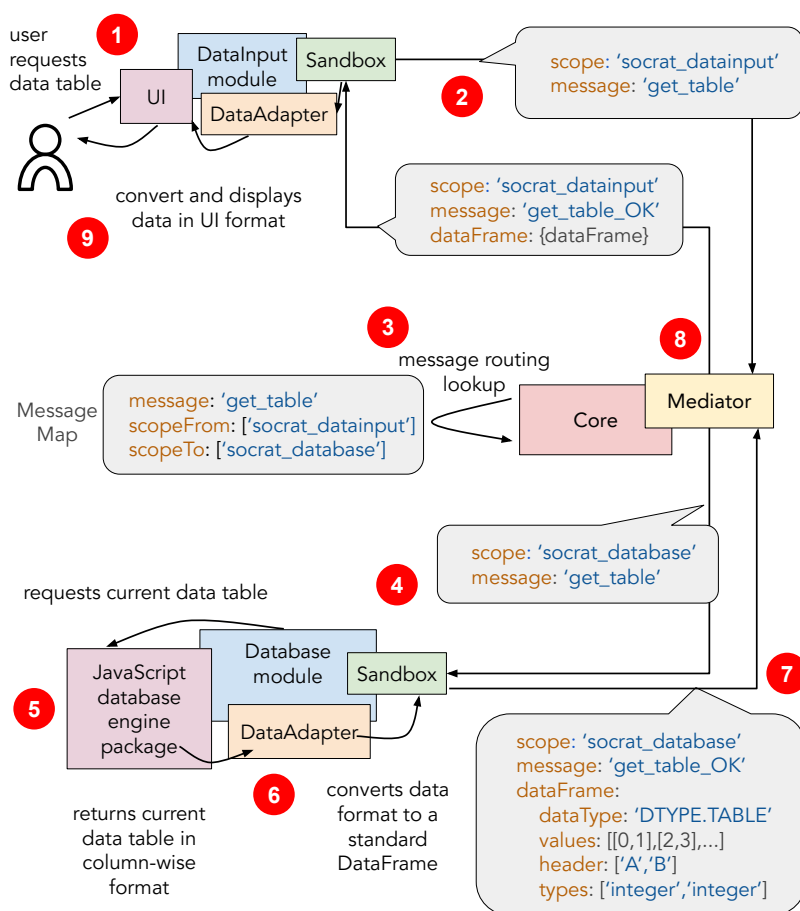 1
user
requests
data table
DataInput
module
Sandbox
UI
DataAdapter
2
scope: ‘socrat_datainput’
message: ‘get_table’
9
convert and displays
data in UI format
scope: ‘socrat_datainput’
message: ‘get_table_OK’
dataFrame: {dataFrame}
3
message routing
lookup
8
Message
Map
message: ‘get_table’
scopeFrom: [‘socrat_datainput’]
scopeTo: [‘socrat_database’]
Core
Mediator
4
scope: ‘socrat_database’
message: ‘get_table’
requests current data table
5
JavaScript
database
engine
package
Database
module
Sandbox
DataAdapter
6
returns current
data table in
column-wise
format
converts data
format to a
standard
DataFrame
7
scope: ‘socrat_database’
message: ‘get_table_OK’
dataFrame:
dataType: ‘DTYPE.TABLE’
values: [[0,1],[2,3],...]
header: [‘A’,‘B’]
types: [‘integer’,‘integer’]